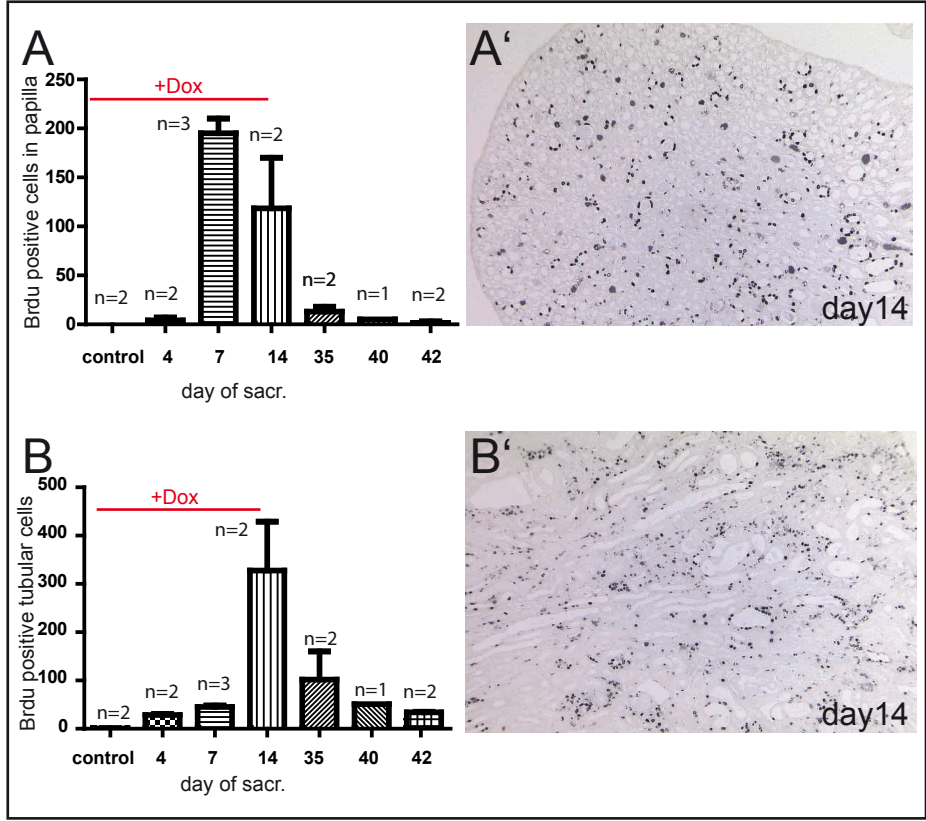 A
Brdu positive cells in papilla
250
200
150
100
50
0
+Dox
n=2
n=2
n=3
n=2
n=2
n=1
n=2
control 4 7 14 35 40 42
day of sacr.
A‘
day14
B
Brdu positive tubular cells
500
400
300
200
100
0
+Dox
n=2
n=2
n=3
n=2
n=2
n=1
n=2
control 4 7 14 35 40 42
day of sacr.
B‘
day14